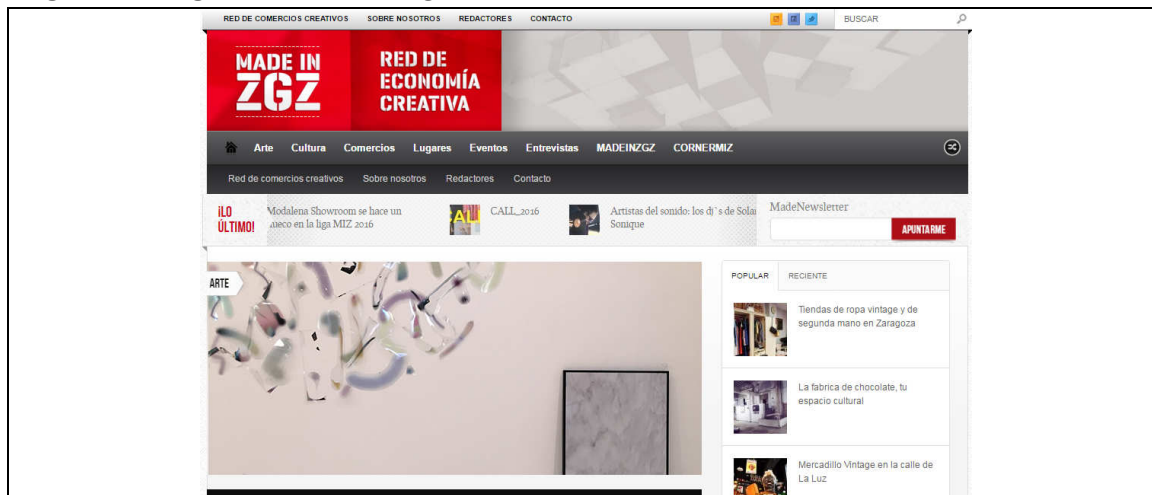 RED DE COMERCIOS CREATIVOS SOBRE NOSOTROS REDACTORES CONTACTO BUSCAR
MADE IN
ZGZ
RED DE
ECONOMÍA
CREATIVA
Arte Cultura Comercios Lugares Eventos Entrevistas MADEINZGZ CORNERMIZ
Red de comercios creativos Sobre nosotros Redactores Contacto
¡LO
ÚLTIMO!
Modalena Showroom se hace un
ueco en la liga MIZ 2016
CALL_2016
Artistas del sonido: los dj`s de Solar
Sonique
MadeNewsletter
APUNTARME
ARTE
POPULAR RECIENTE
Tiendas de ropa vintage y de
segunda mano en Zaragoza
La fabrica de chocolate, tu
espacio cultural
Mercadillo Vintage en la calle de
La Luz